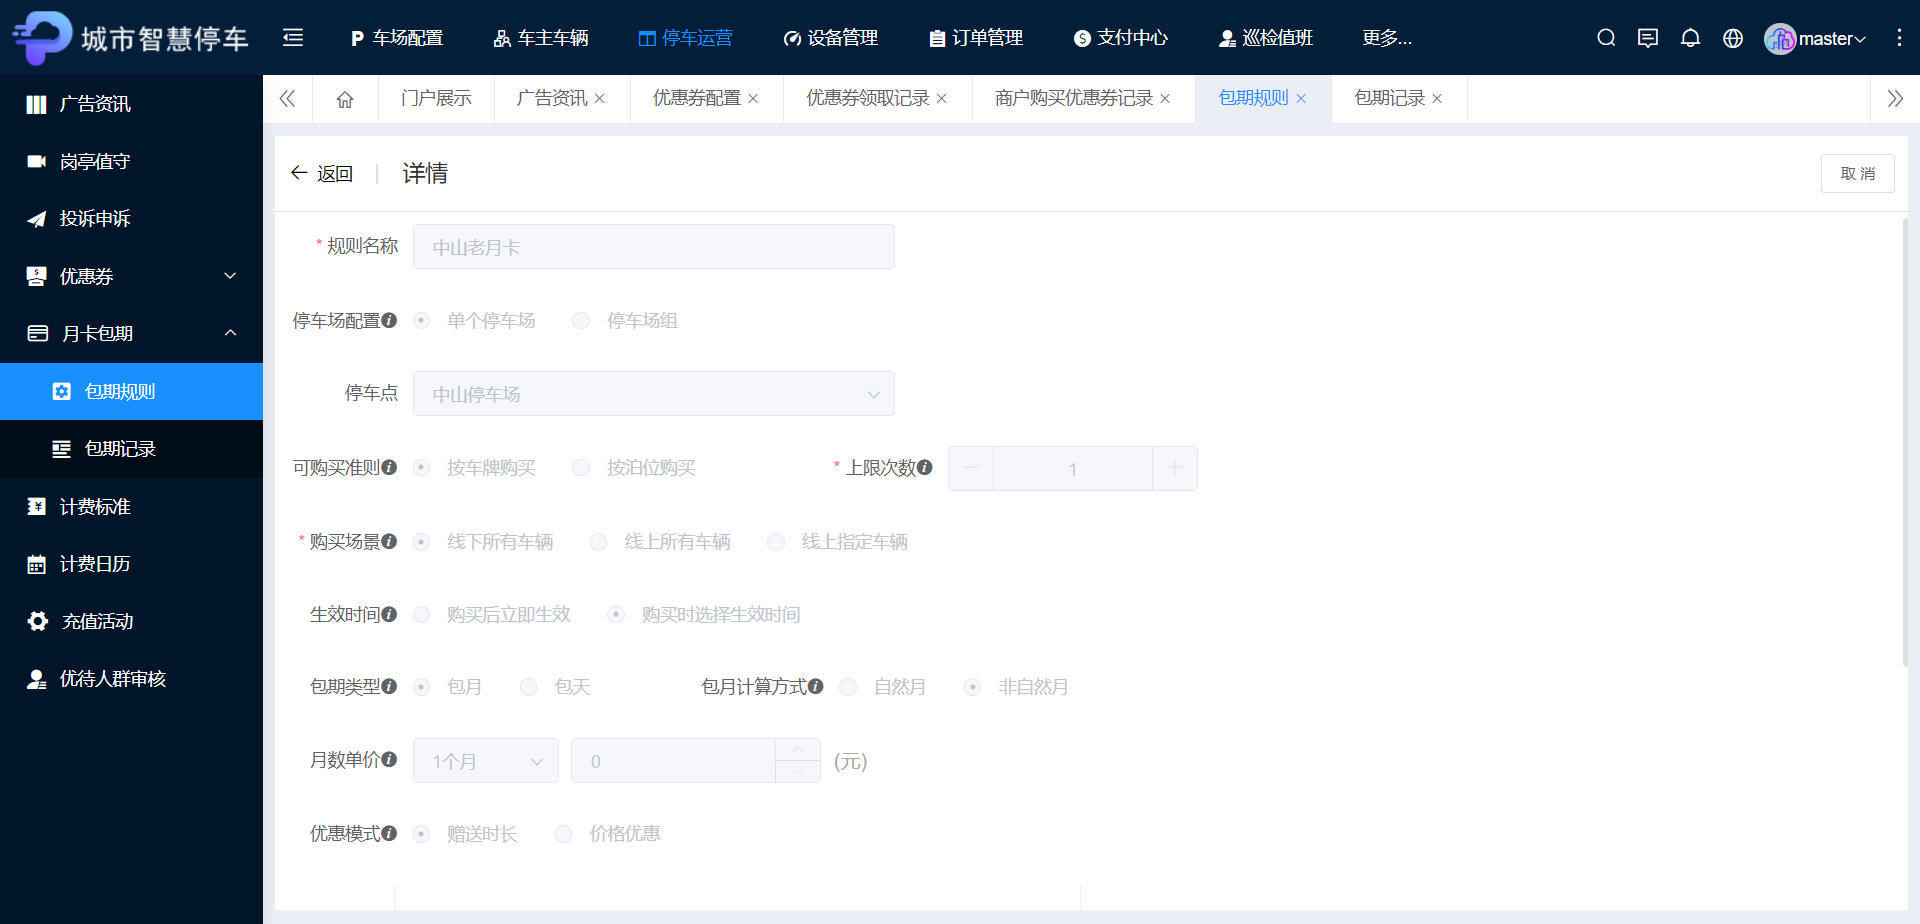 城市智慧停车
车场配置
车主车辆
停车运营
设备管理
订单管理
支付中心
巡检值班
更多...
master
广告资讯
岗亭值守
投诉申诉
优惠券
月卡包期
包期规则
包期记录
计费标准
计费日历
充值活动
优待人群审核
门户展示
广告资讯
优惠券配置
优惠券领取记录
商户购买优惠券记录
包期规则
包期记录
返回
详情
取 消
* 规则名称 中山老月卡
停车场配置 单个停车场 停车场组
停车点 中山停车场
可购买准则 按车牌购买 按泊位购买 * 上限次数 1
* 购买场景 线下所有车辆 线上所有车辆 线上指定车辆
生效时间 购买后立即生效 购买时选择生效时间
包期类型 包月 包天 包月计算方式 自然月 非自然月
月数单价 1个月 0 (元)
优惠模式 赠送时长 价格优惠